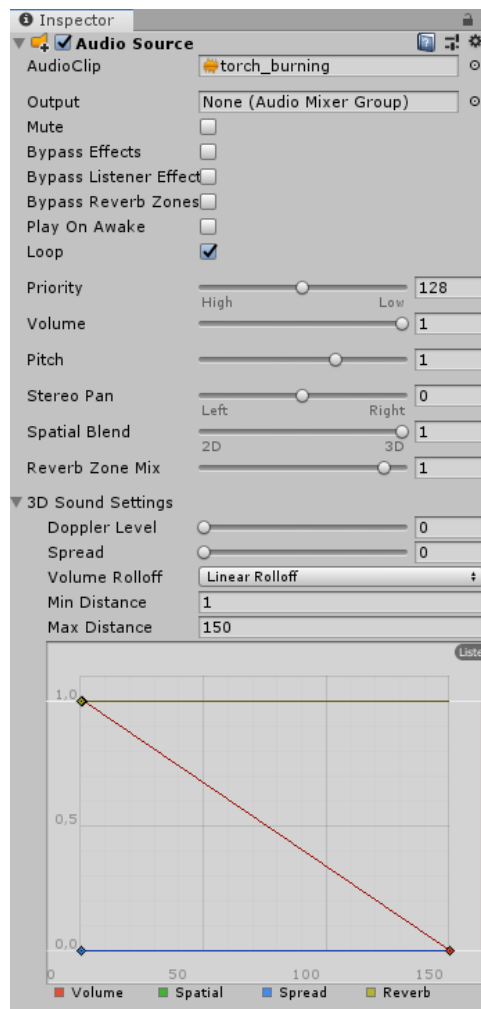 Inspector
Audio Source
AudioClip torch_burning
Output None (Audio Mixer Group)
Mute
Bypass Effects
Bypass Listener Effect
Bypass Reverb Zones
Play On Awake
Loop
Priority 128
High Low
Volume 1
Pitch 1
Stereo Pan 0
Left Right
Spatial Blend 1
2D 3D
Reverb Zone Mix 1
3D Sound Settings
Doppler Level 0
Spread 0
Volume Rolloff Linear Rolloff
Min Distance 1
Max Distance 150
Liste
1,0
0,5
0,0
0 50 100 150
Volume Spatial Spread Reverb